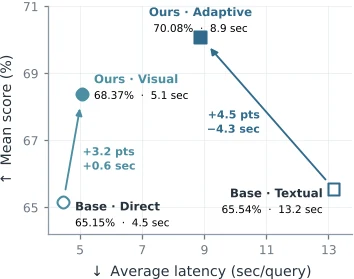 71
Ours · Adaptive
70.08% · 8.9 sec
69
Ours · Visual
68.37% · 5.1 sec
+4.5 pts
−4.3 sec
67
+3.2 pts
+0.6 sec
Base · Textual
65.54% · 13.2 sec
65
Base · Direct
65.15% · 4.5 sec
↑ Mean score (%)
5 7 9 11 13
↓ Average latency (sec/query)